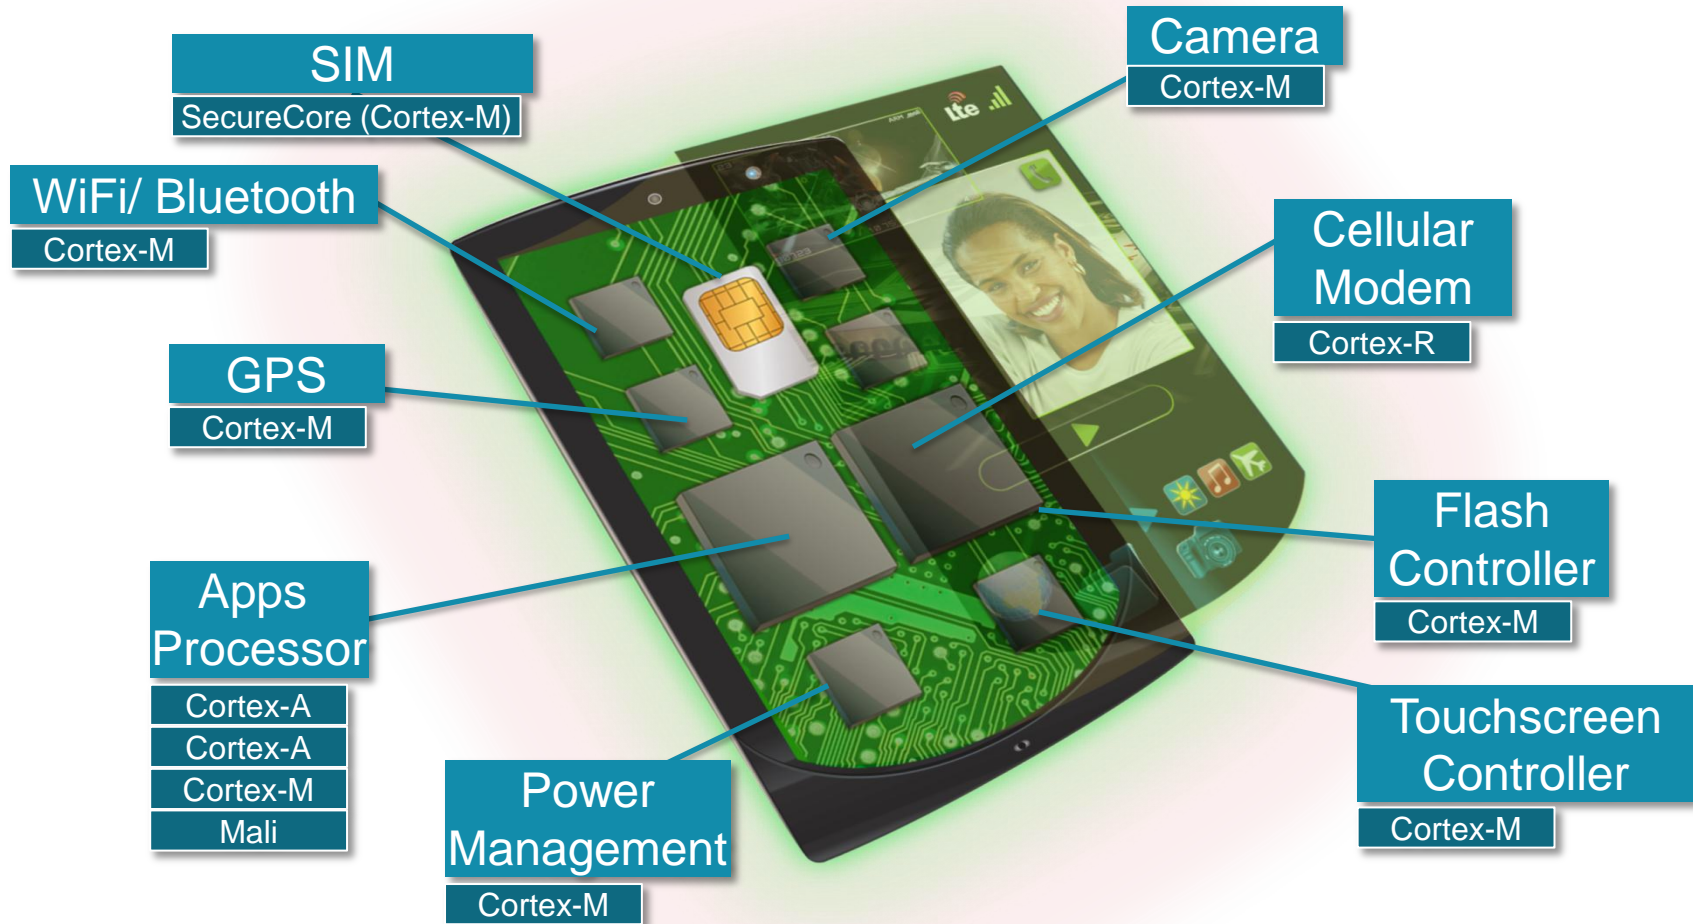 SIM
SecureCore (Cortex-M)
Camera
Cortex-M
WiFi/ Bluetooth
Cortex-M
Lte
Cellular
Modem
Cortex-R
GPS
Cortex-M
Flash
Controller
Cortex-M
Apps
Processor
Cortex-A
Cortex-A
Cortex-M
Mali
Touchscreen
Controller
Cortex-M
Power
Management
Cortex-M